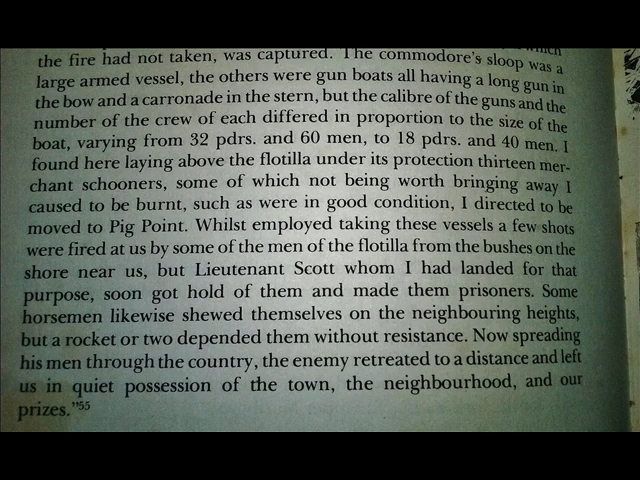 which
the fire had not taken, was captured. The commodore's sloop was a
large armed vessel, the others were gun boats all having a long gun in
the bow and a carronade in the stern, but the calibre of the guns and the
number of the crew of each differed in proportion to the size of the
boat, varying from 32 pdrs. and 60 men, to 18 pdrs. and 40 men. I
found here laying above the flotilla under its protection thirteen mer-
chant schooners, some of which not being worth bringing away I
caused to be burnt, such as were in good condition, I directed to be
moved to Pig Point. Whilst employed taking these vessels a few shots
were fired at us by some of the men of the flotilla from the bushes on the
shore near us, but Lieutenant Scott whom I had landed for that
purpose, soon got hold of them and made them prisoners. Some
horsemen likewise shewed themselves on the neighbouring heights,
but a rocket or two depended them without resistance. Now spreading
his men through the country, the enemy retreated to a distance and left
us in quiet possession of the town, the neighbourhood, and our
prizes."55